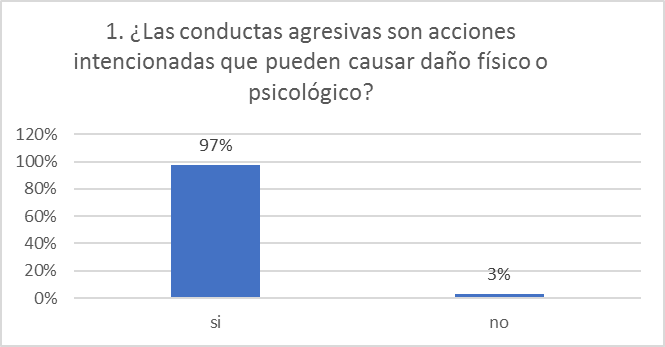 1. ¿Las conductas agresivas son acciones
intencionadas que pueden causar daño físico o
psicológico?
120%
100%
80%
60%
40%
20%
0%
97%
3%
si
no